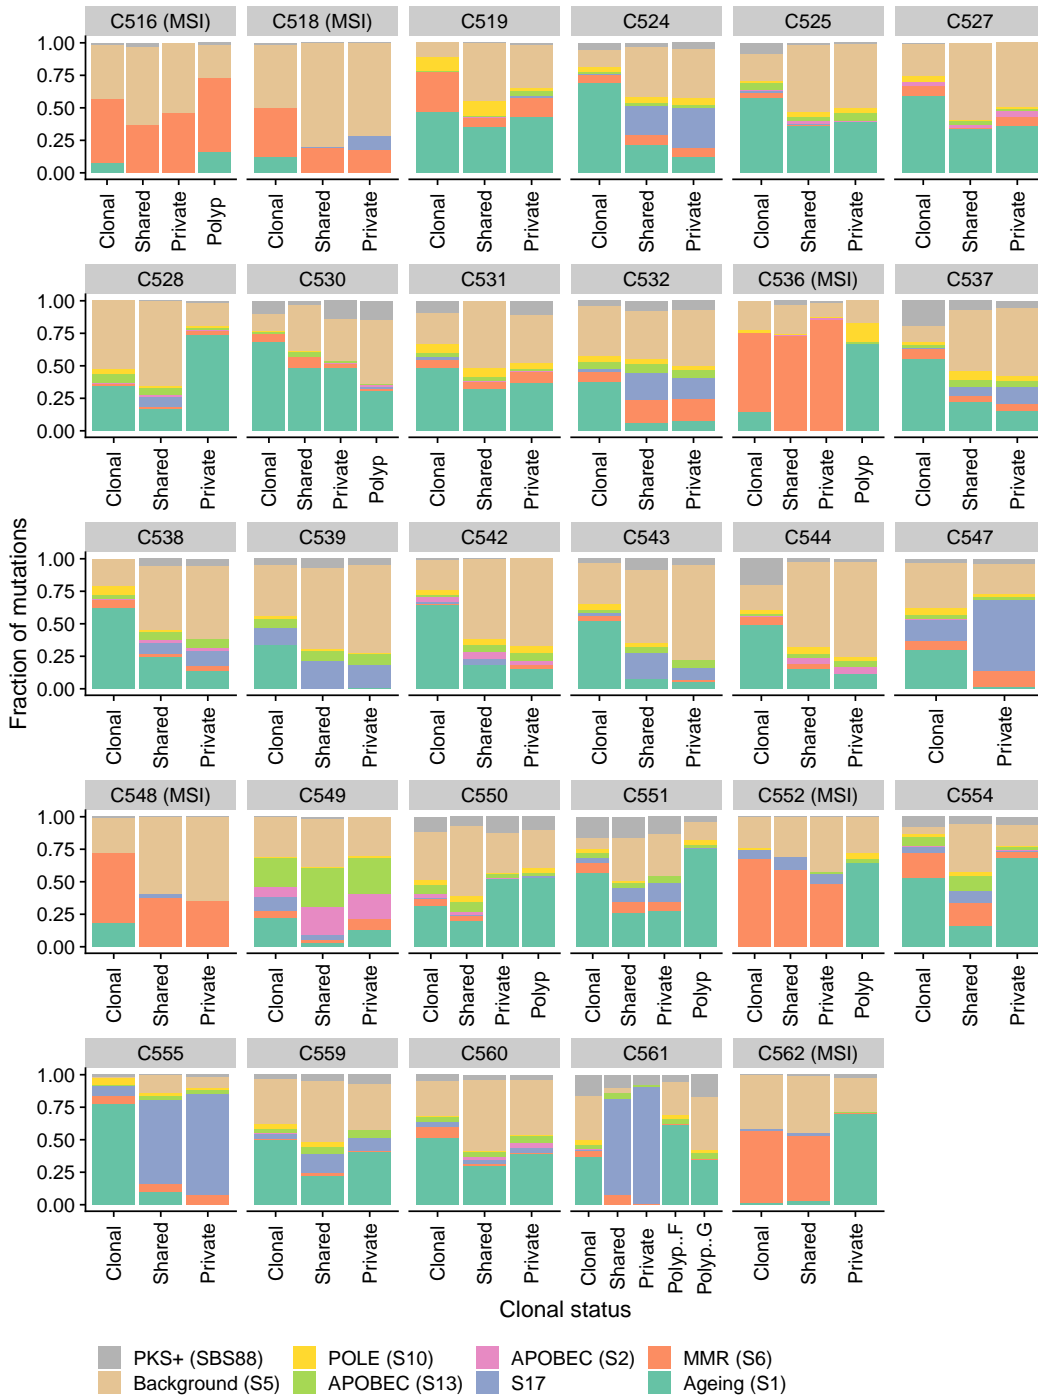 C516 (MSI) C518 (MSI) C519 C524 C525 C527
1.00
0.75
0.50
0.25
0.00
Clonal Shared Private Polyp Clonal Shared Private Clonal Shared Private Clonal Shared Private Clonal Shared Private Clonal Shared Private
C528 C530 C531 C532 C536 (MSI) C537
1.00
0.75
0.50
0.25
0.00
Clonal Shared Private Clonal Shared Private Polyp Clonal Shared Private Clonal Shared Private Clonal Shared Private Polyp Clonal Shared Private
Fraction of mutations
C538 C539 C542 C543 C544 C547
1.00
0.75
0.50
0.25
0.00
Clonal Shared Private Clonal Shared Private Clonal Shared Private Clonal Shared Private Clonal Shared Private Clonal Private
C548 (MSI) C549 C550 C551 C552 (MSI) C554
1.00
0.75
0.50
0.25
0.00
Clonal Shared Private Clonal Shared Private Clonal Shared Private Polyp Clonal Shared Private Polyp Clonal Shared Private Polyp Clonal Shared Private
C555 C559 C560 C561 C562 (MSI)
1.00
0.75
0.50
0.25
0.00
Clonal Shared Private Clonal Shared Private Clonal Shared Private Clonal Shared Private Polyp..F Polyp..G Clonal Shared Private
Clonal status
PKS+ (SBS88) POLE (S10) APOBEC (S2) MMR (S6)
Background (S5) APOBEC (S13) S17 Ageing (S1)